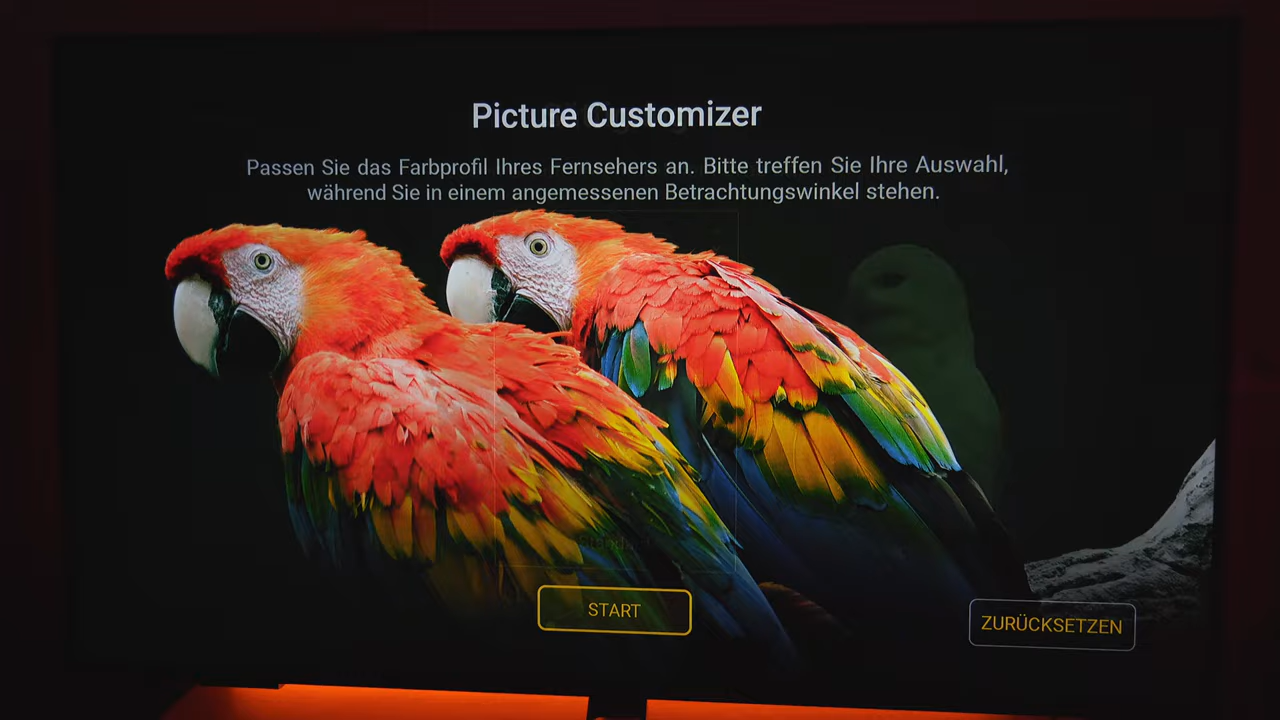 Picture Customizer
Passen Sie das Farbprofil Ihres Fernsehers an. Bitte treffen Sie Ihre Auswahl,
während Sie in einem angemessenen Betrachtungswinkel stehen.
START
ZURÜCKSETZEN